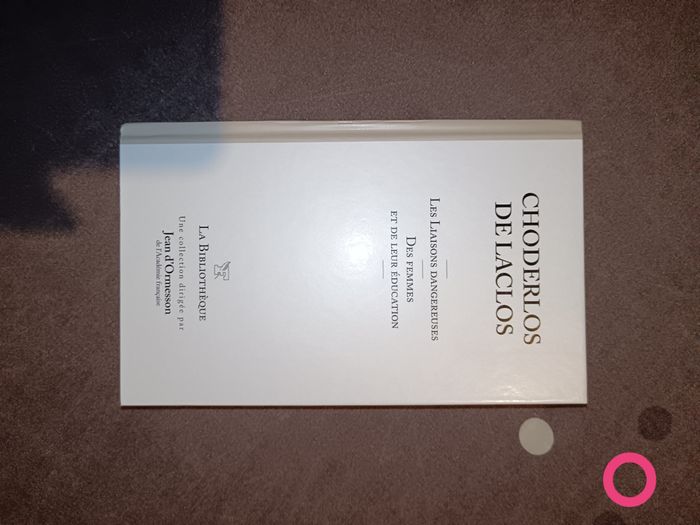 CHODERLOS
DE LACLOS
LES LIAISONS DANGEREUSES
DES FEMMES
ET DE LEUR ÉDUCATION
LA BIBLIOTHÈQUE
Une collection dirigée par
Jean d'Ormesson
de l'Académie française